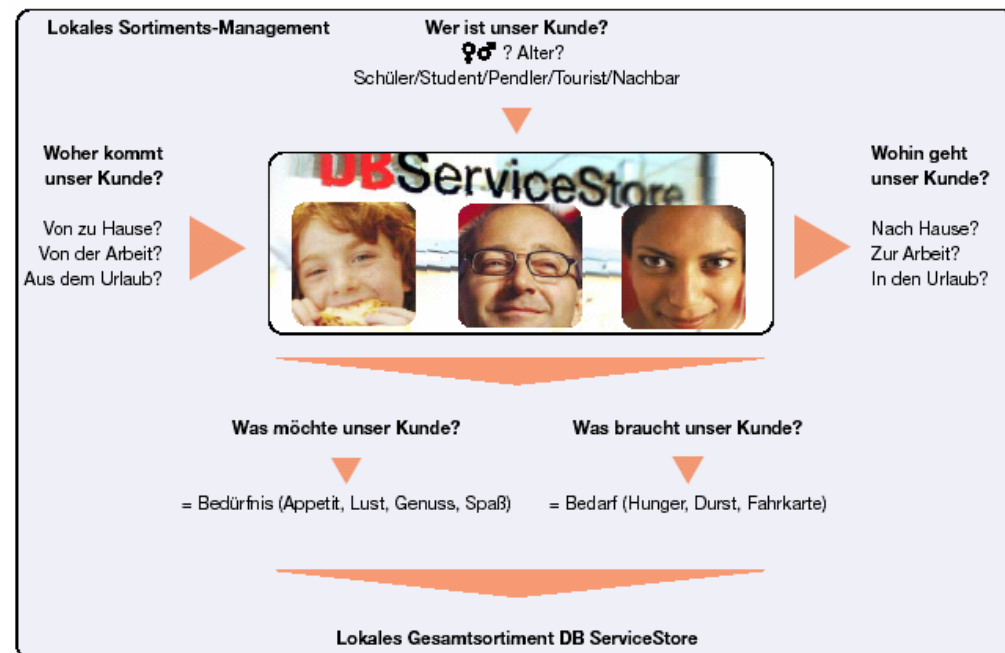 Lokales Sortiments-Management
Wer ist unser Kunde?
♀♂ ? Alter?
Schüler/Student/Pendler/Tourist/Nachbar
Woher kommt
unser Kunde?
Von zu Hause?
Von der Arbeit?
Aus dem Urlaub?
DBServiceStore
Wohin geht
unser Kunde?
Nach Hause?
Zur Arbeit?
In den Urlaub?
Was möchte unser Kunde?
= Bedürfnis (Appetit, Lust, Genuss, Spaß)
Was braucht unser Kunde?
= Bedarf (Hunger, Durst, Fahrkarte)
Lokales Gesamtsortiment DB ServiceStore